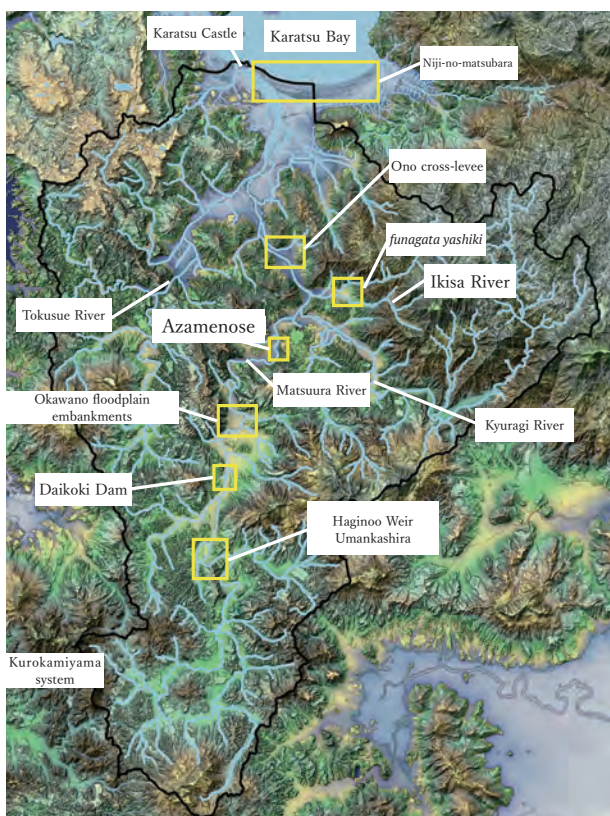 Karatsu Castle
Karatsu Bay
Niji-no-matsubara
Ono cross-levee
funagata yashiki
Ikisa River
Tokusue River
Azamenose
Matsuura River
Okawano floodplain
embankments
Kyuragi River
Daikoki Dam
Haginoo Weir
Umankashira
Kurokamiyama
system